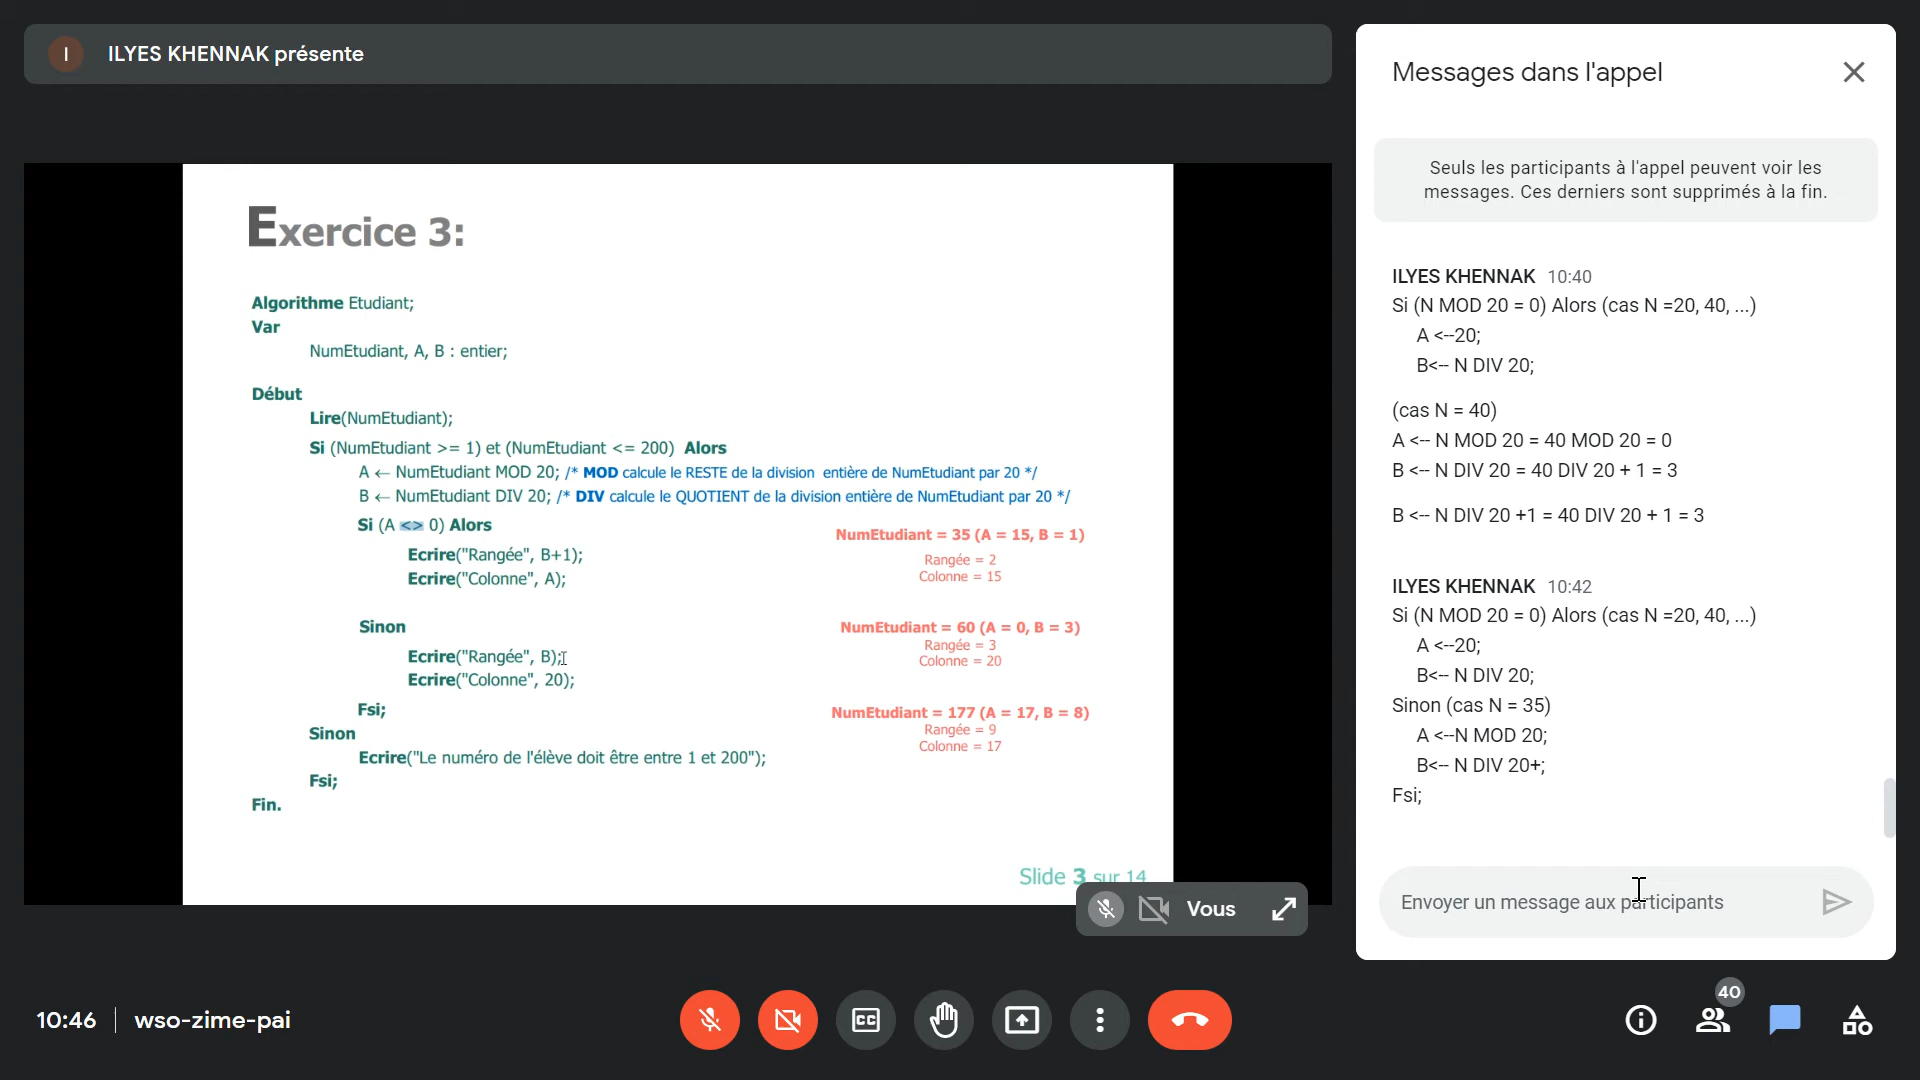 I ILYES KHENNAK présente
Exercice 3:
Algorithme Etudiant;
Var
NumEtudiant, A, B : entier;
Début
Lire(NumEtudiant);
Si (NumEtudiant >= 1) et (NumEtudiant <= 200) Alors
A ← NumEtudiant MOD 20; /* MOD calcule le RESTE de la division entière de NumEtudiant par 20 */
B ← NumEtudiant DIV 20; /* DIV calcule le QUOTIENT de la division entière de NumEtudiant par 20 */
Si (A <> 0) Alors
Ecrire("Rangée", B+1);
Ecrire("Colonne", A);
Sinon
Ecrire("Rangée", B);
Ecrire("Colonne", 20);
Fsi;
Sinon
Ecrire("Le numéro de l'élève doit être entre 1 et 200");
Fsi;
Fin.
NumEtudiant = 35 (A = 15, B = 1)
Rangée = 2
Colonne = 15
NumEtudiant = 60 (A = 0, B = 3)
Rangée = 3
Colonne = 20
NumEtudiant = 177 (A = 17, B = 8)
Rangée = 9
Colonne = 17
Slide 3 sur 14
Vous
Messages dans l'appel
Seuls les participants à l'appel peuvent voir les
messages. Ces derniers sont supprimés à la fin.
ILYES KHENNAK 10:40
Si (N MOD 20 = 0) Alors (cas N =20, 40, ...)
A <--20;
B<-- N DIV 20;
(cas N = 40)
A <-- N MOD 20 = 40 MOD 20 = 0
B <-- N DIV 20 = 40 DIV 20 + 1 = 3
B <-- N DIV 20 +1 = 40 DIV 20 + 1 = 3
ILYES KHENNAK 10:42
Si (N MOD 20 = 0) Alors (cas N =20, 40, ...)
A <--20;
B<-- N DIV 20;
Sinon (cas N = 35)
A <--N MOD 20;
B<-- N DIV 20+;
Fsi;
Envoyer un message aux participants
10:46 wso-zime-pai
CC
40